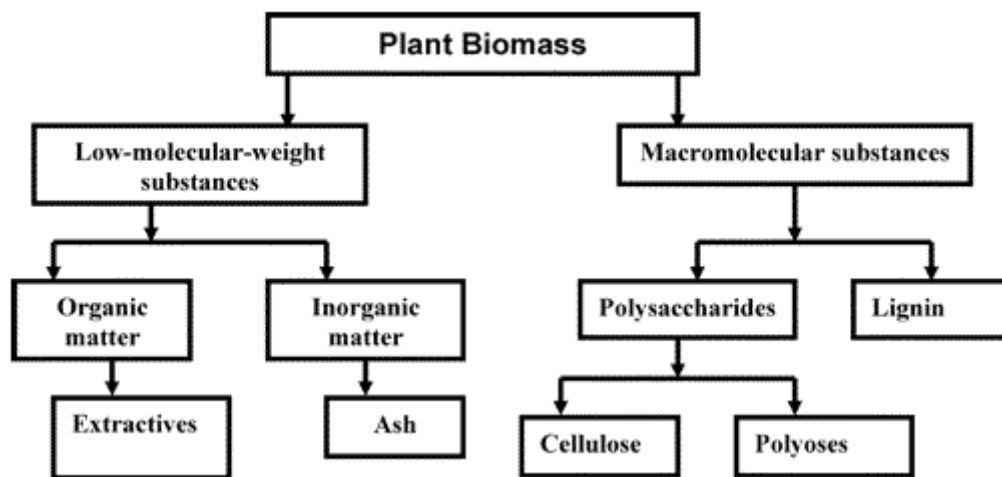 Plant Biomass
Low-molecular-weight
substances
Macromolecular substances
Organic
matter
Inorganic
matter
Polysaccharides
Lignin
Extractives
Ash
Cellulose
Polyoses